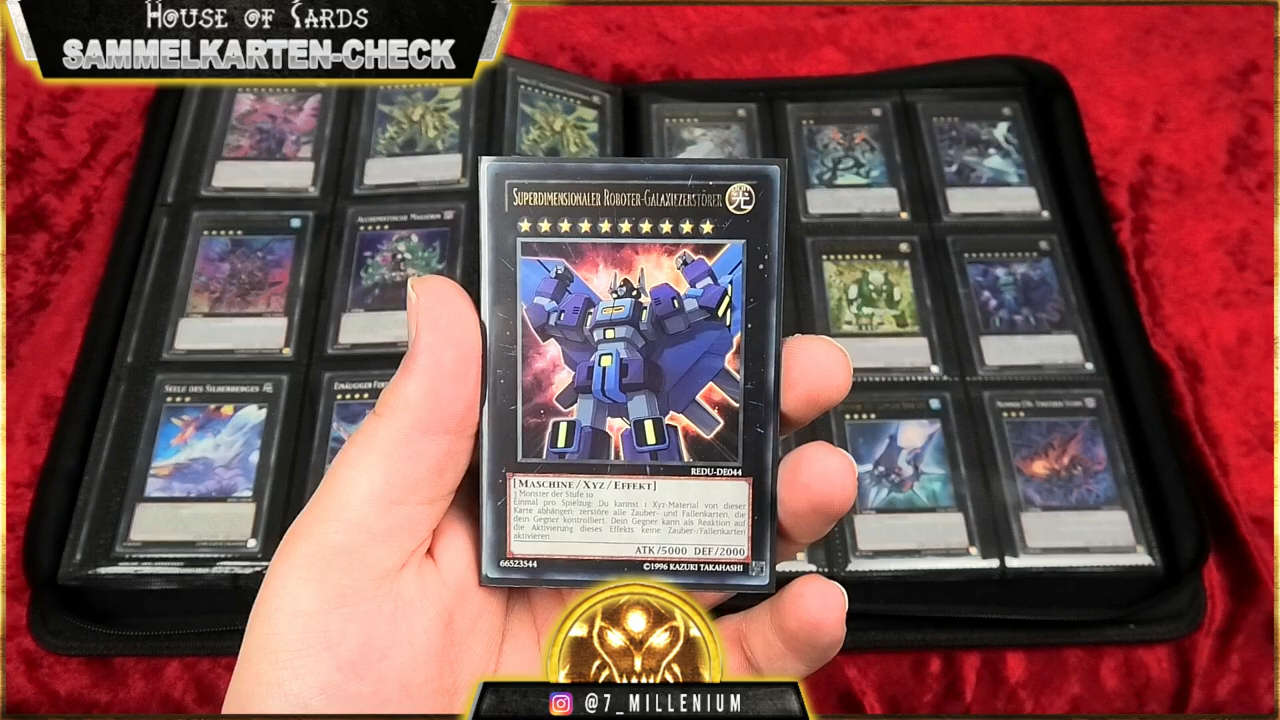 House of Sards
SAMMELKARTEN-CHECK
Superdimensionaler Roboter-Galaxiezerstörer
Alchemistische Magierin
Seele des Silberberges
REDU-DE044
[Maschine/Xyz/Effekt]
3 Monster der Stufe 10
Einmal pro Spielzug: Du kannst 1 Xyz-Material von dieser
Karte abhängen; zerstöre alle Zauber- und Fallenkarten, die
dein Gegner kontrolliert. Dein Gegner kann als Reaktion auf
die Aktivierung dieses Effekts keine Zauber-/Fallenkarten
aktivieren.
ATK/5000 DEF/2000
66523544
©1996 KAZUKI TAKAHASHI
@7_MILLENIUM